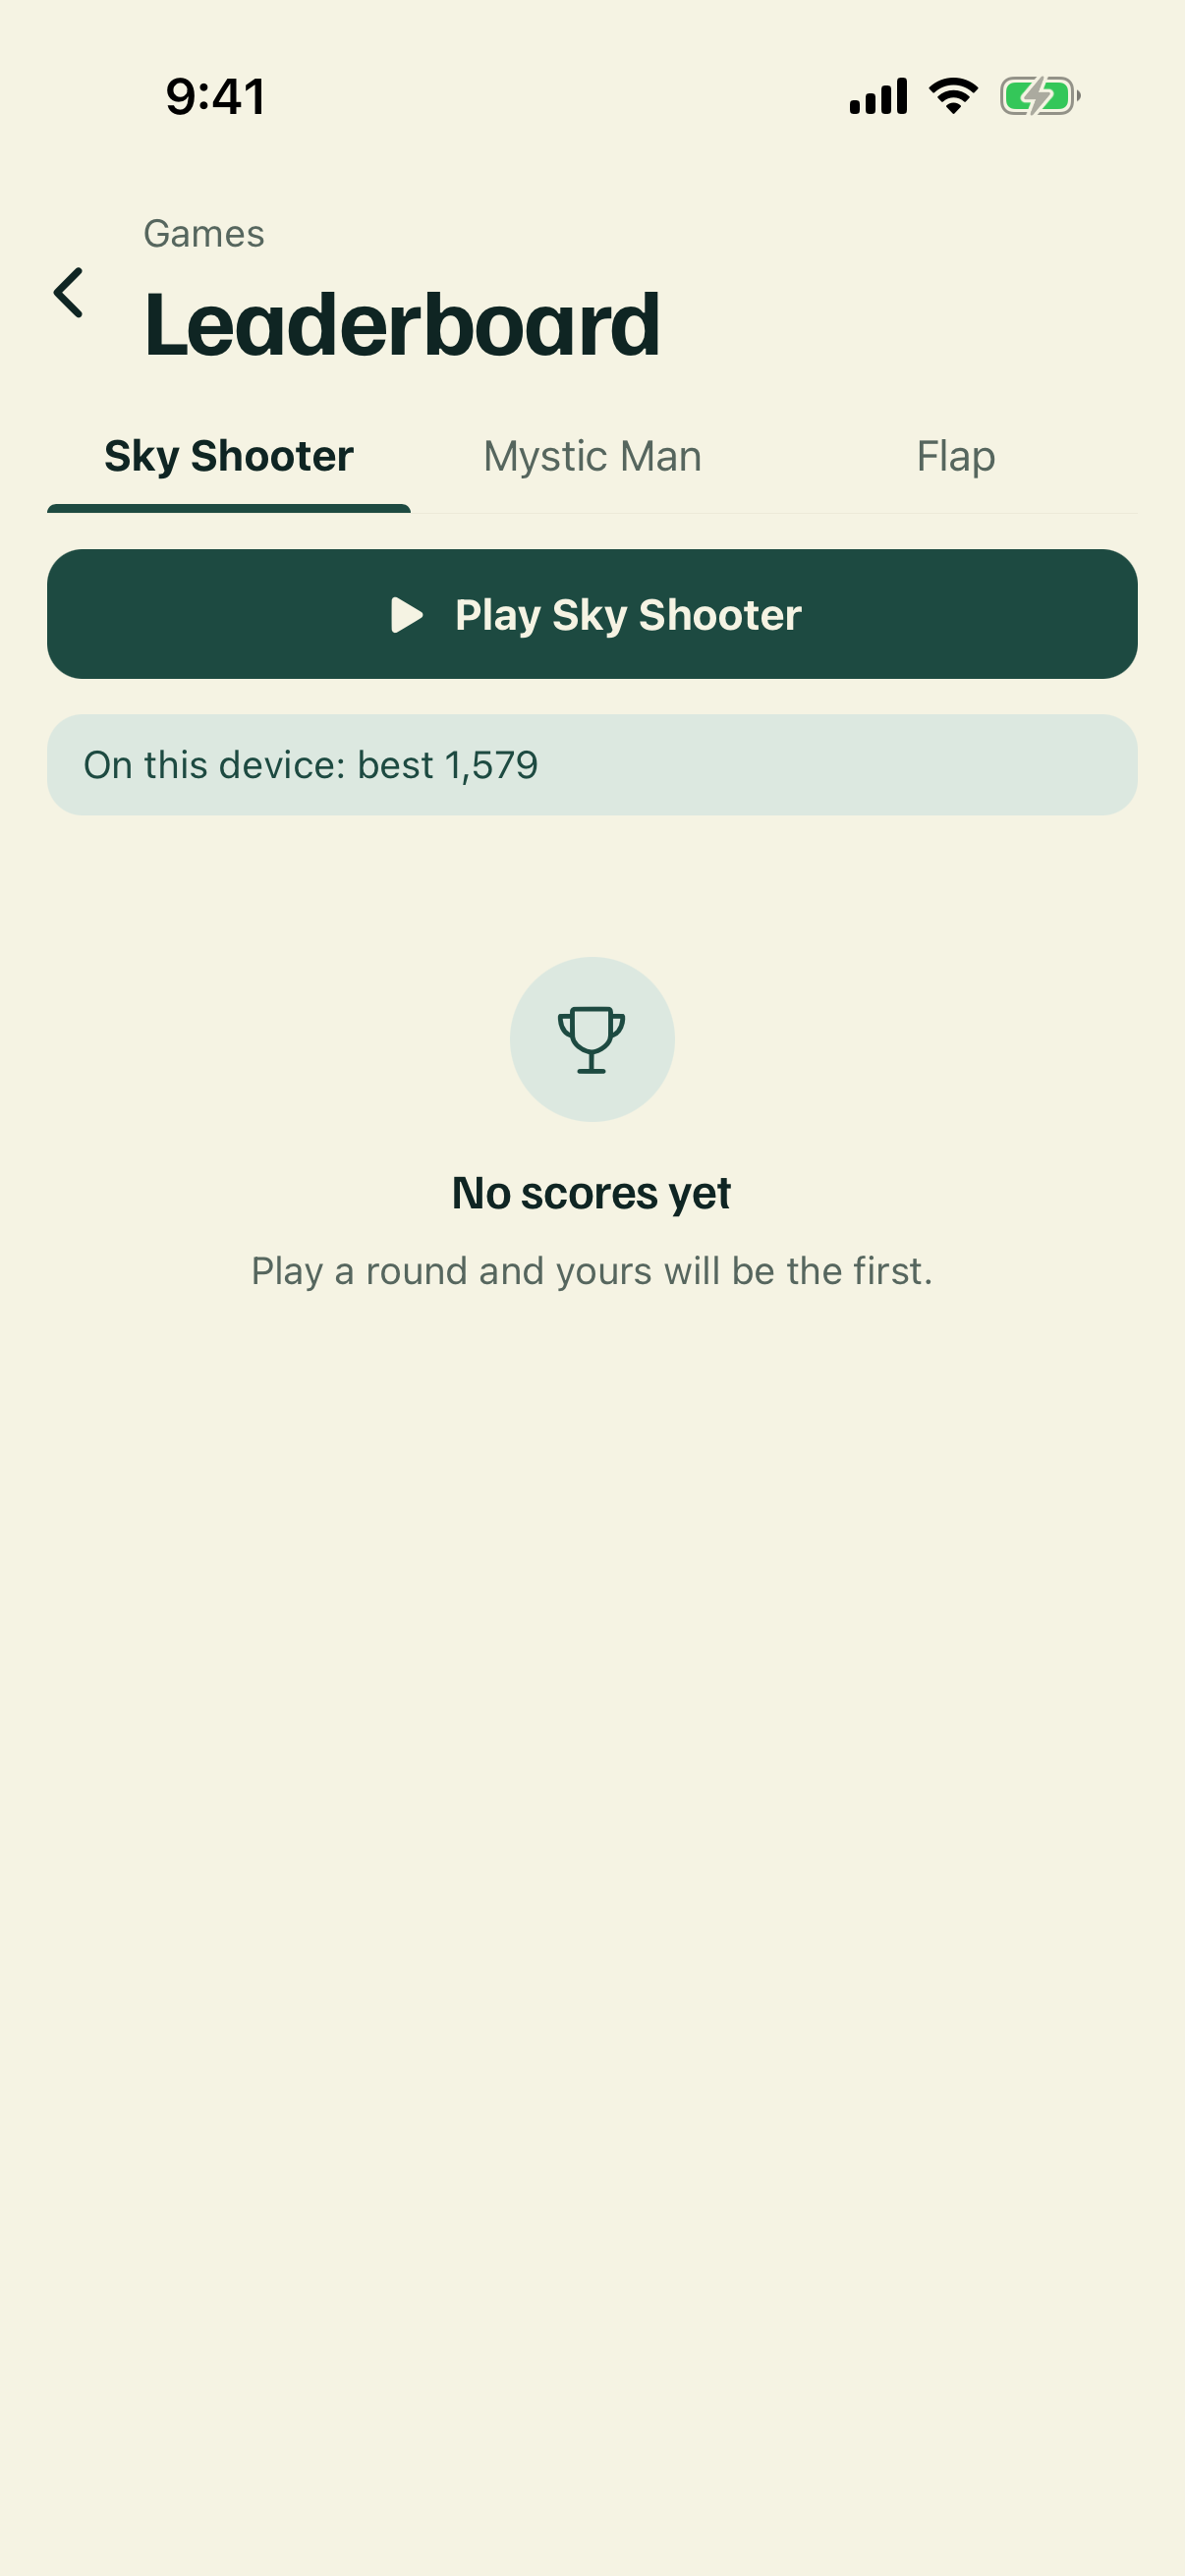 9:41
Games
Leaderboard
Sky Shooter
Mystic Man
Flap
Play Sky Shooter
On this device: best 1,579
No scores yet
Play a round and yours will be the first.